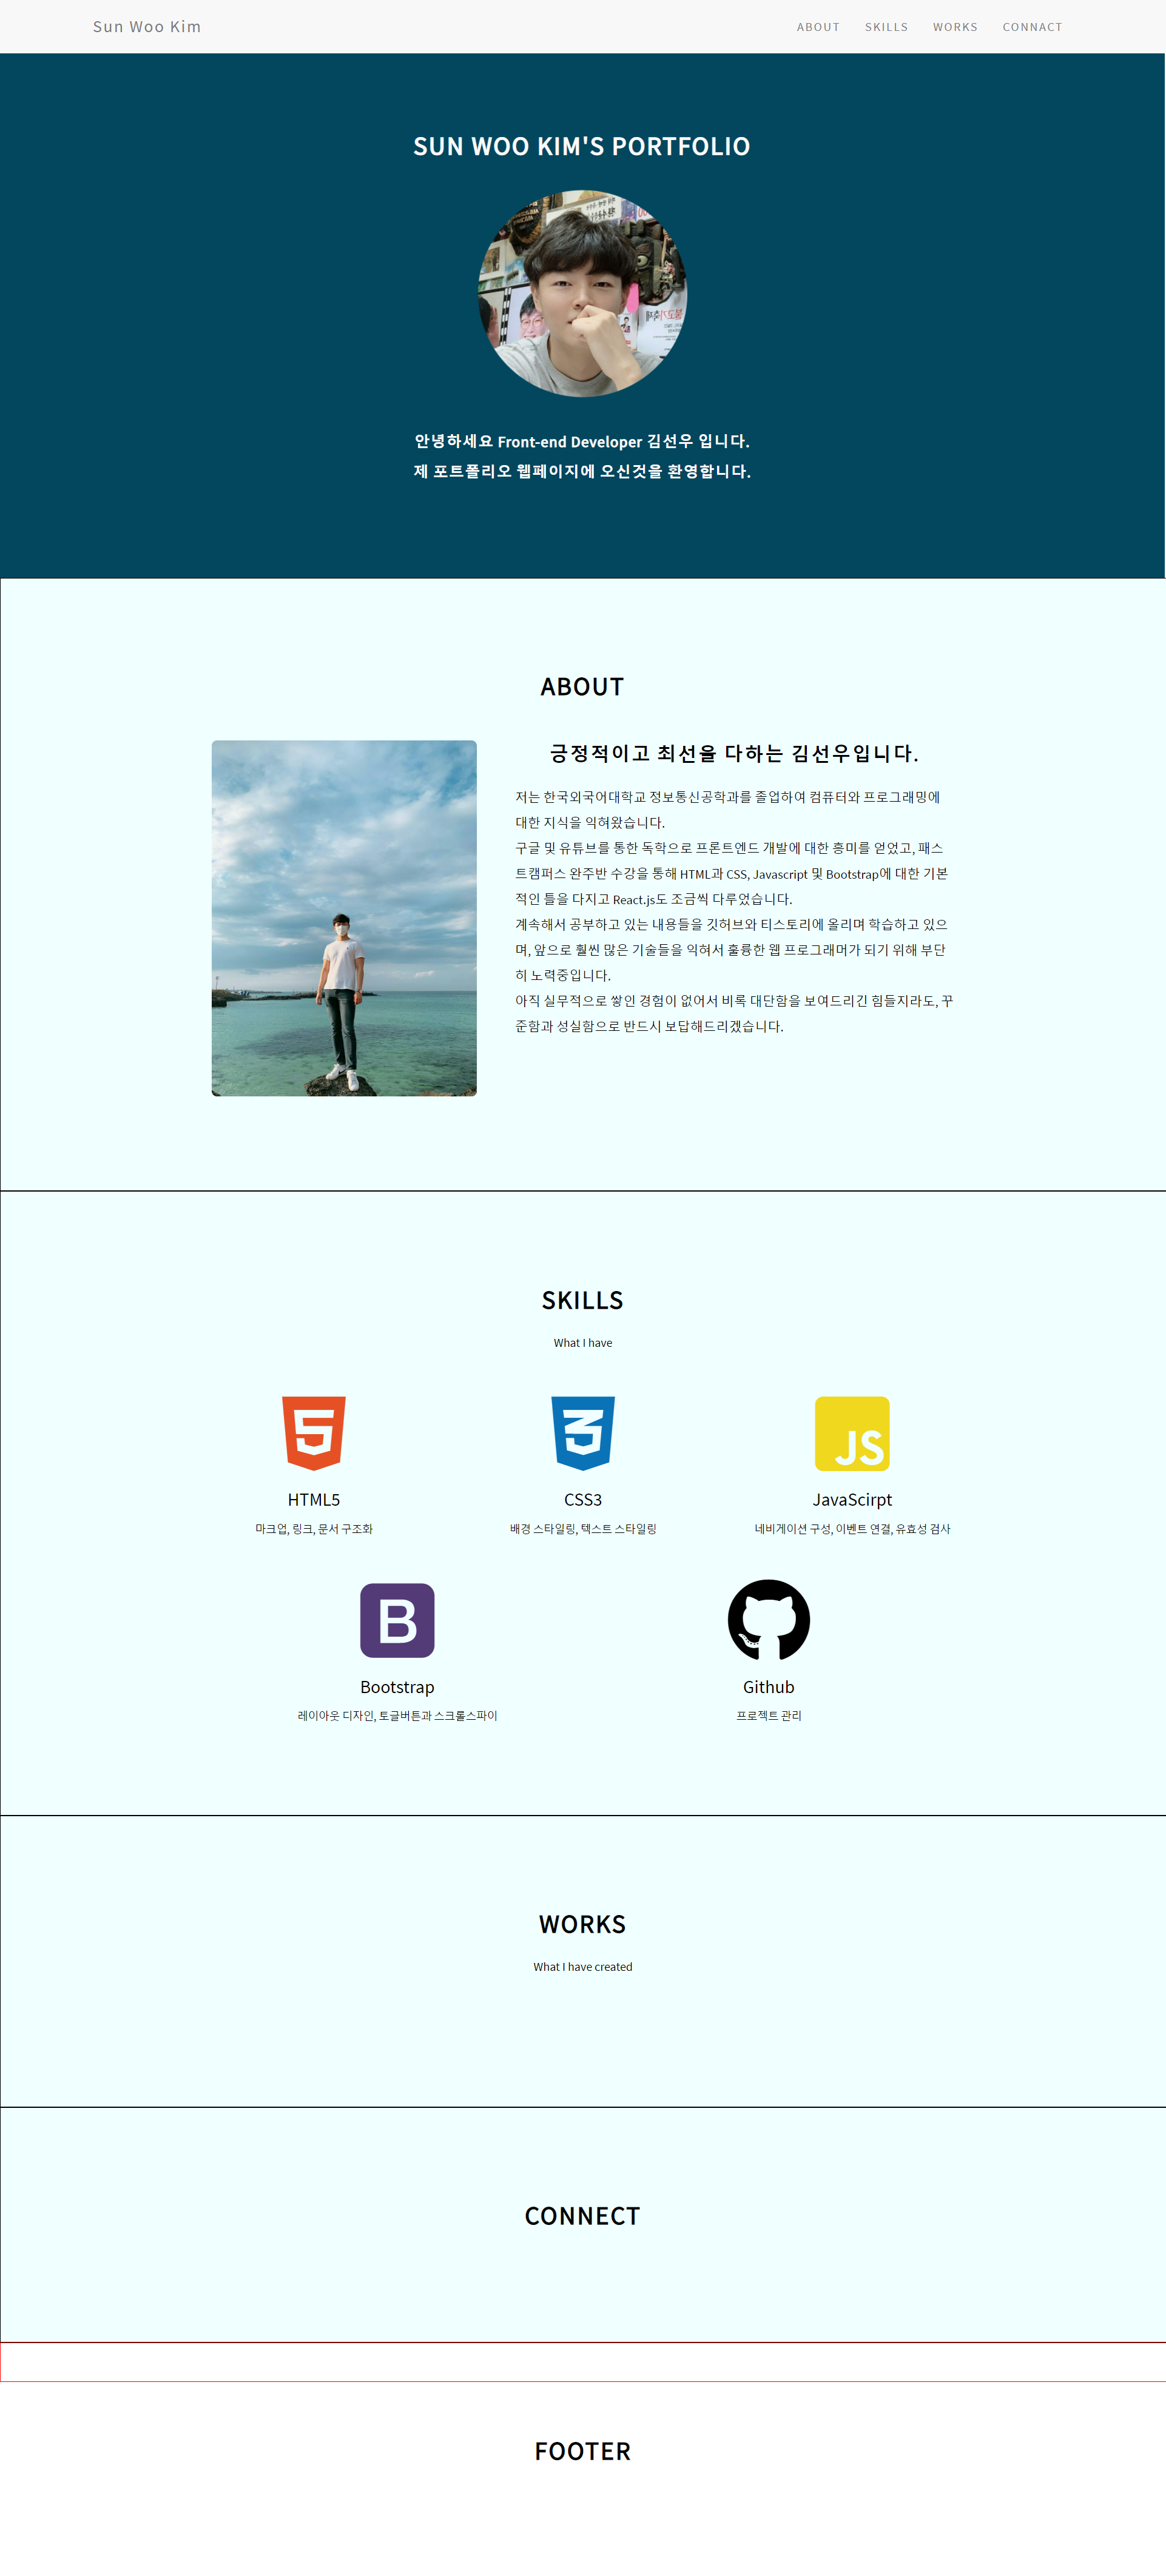 Sun Woo Kim
ABOUT SKILLS WORKS CONNACT
SUN WOO KIM'S PORTFOLIO
안녕하세요 Front-end Developer 김선우 입니다.
제 포트폴리오 웹페이지에 오신것을 환영합니다.
ABOUT
긍정적이고 최선을 다하는 김선우입니다.
저는 한국외국어대학교 정보통신공학과를 졸업하여 컴퓨터와 프로그래밍에
대한 지식을 익혀왔습니다.
구글 및 유튜브를 통한 독학으로 프론트엔드 개발에 대한 흥미를 얻었고, 패스
트캠퍼스 완주반 수강을 통해 HTML과 CSS, Javascript 및 Bootstrap에 대한 기본
적인 틀을 다지고 React.js도 조금씩 다루었습니다.
계속해서 공부하고 있는 내용들을 깃허브와 티스토리에 올리며 학습하고 있으
며, 앞으로 훨씬 많은 기술들을 익혀서 훌륭한 웹 프로그래머가 되기 위해 부단
히 노력중입니다.
아직 실무적으로 쌓인 경험이 없어서 비록 대단함을 보여드리긴 힘들지라도, 꾸
준함과 성실함으로 반드시 보답해드리겠습니다.
SKILLS
What I have
JS
HTML5 CSS3 JavaScirpt
마크업, 링크, 문서 구조화 배경 스타일링, 텍스트 스타일링 네비게이션 구성, 이벤트 연결, 유효성 검사
B
Bootstrap Github
레이아웃 디자인, 토글버튼과 스크롤스파이 프로젝트 관리
WORKS
What I have created
CONNECT
FOOTER